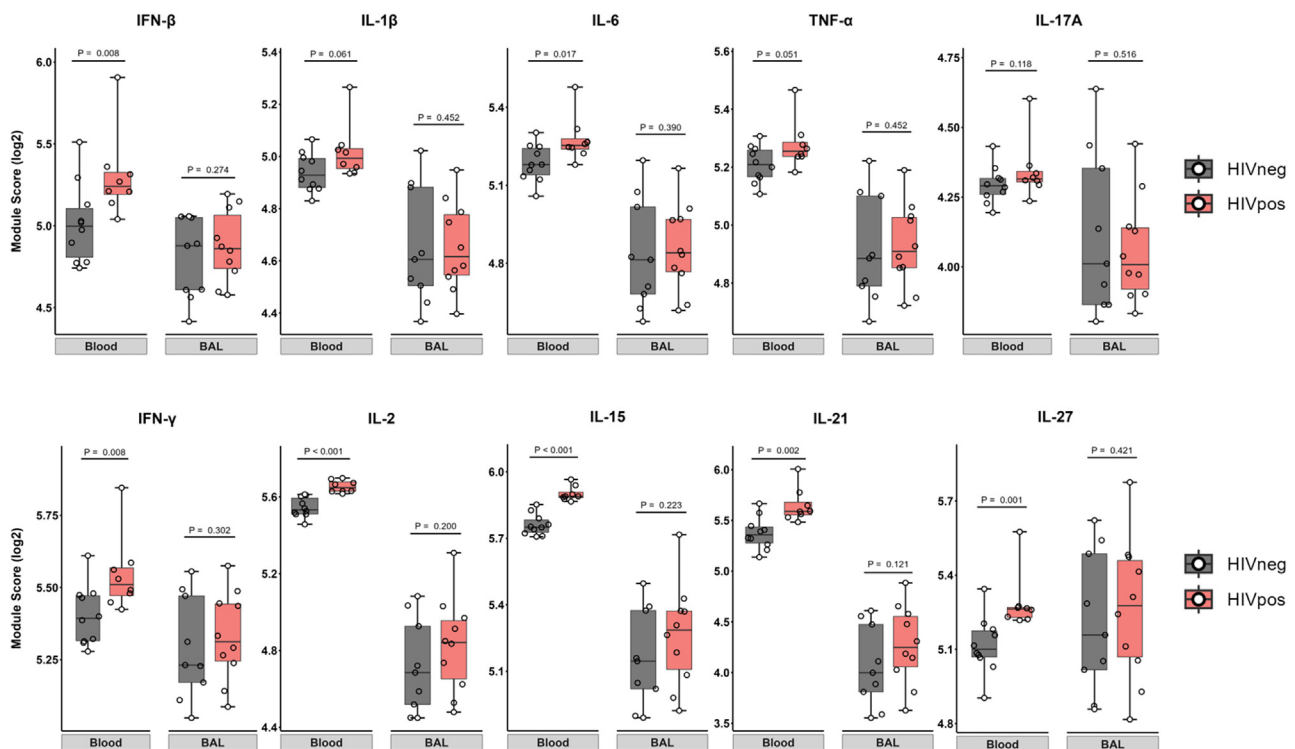 IFN-β
IL-1β
IL-6
TNF-α
IL-17A
Module Score (log2)
6.0
5.5
5.0
4.5
P = 0.008
P = 0.274
Blood
BAL
5.4
5.2
5.0
4.8
4.6
4.4
P = 0.061
P = 0.452
Blood
BAL
5.4
5.1
4.8
P = 0.017
P = 0.390
Blood
BAL
5.6
5.4
5.2
5.0
4.8
P = 0.051
P = 0.452
Blood
BAL
4.75
4.50
4.25
4.00
P = 0.118
P = 0.516
Blood
BAL
HIVneg
HIVpos
IFN-γ
IL-2
IL-15
IL-21
IL-27
Module Score (log2)
5.75
5.50
5.25
P = 0.008
P = 0.302
Blood
BAL
5.6
5.2
4.8
4.4
P < 0.001
P = 0.200
Blood
BAL
6.0
5.7
5.4
5.1
P < 0.001
P = 0.223
Blood
BAL
6.0
5.5
5.0
4.5
4.0
3.5
P = 0.002
P = 0.121
Blood
BAL
5.7
5.4
5.1
4.8
P = 0.001
P = 0.421
Blood
BAL
HIVneg
HIVpos